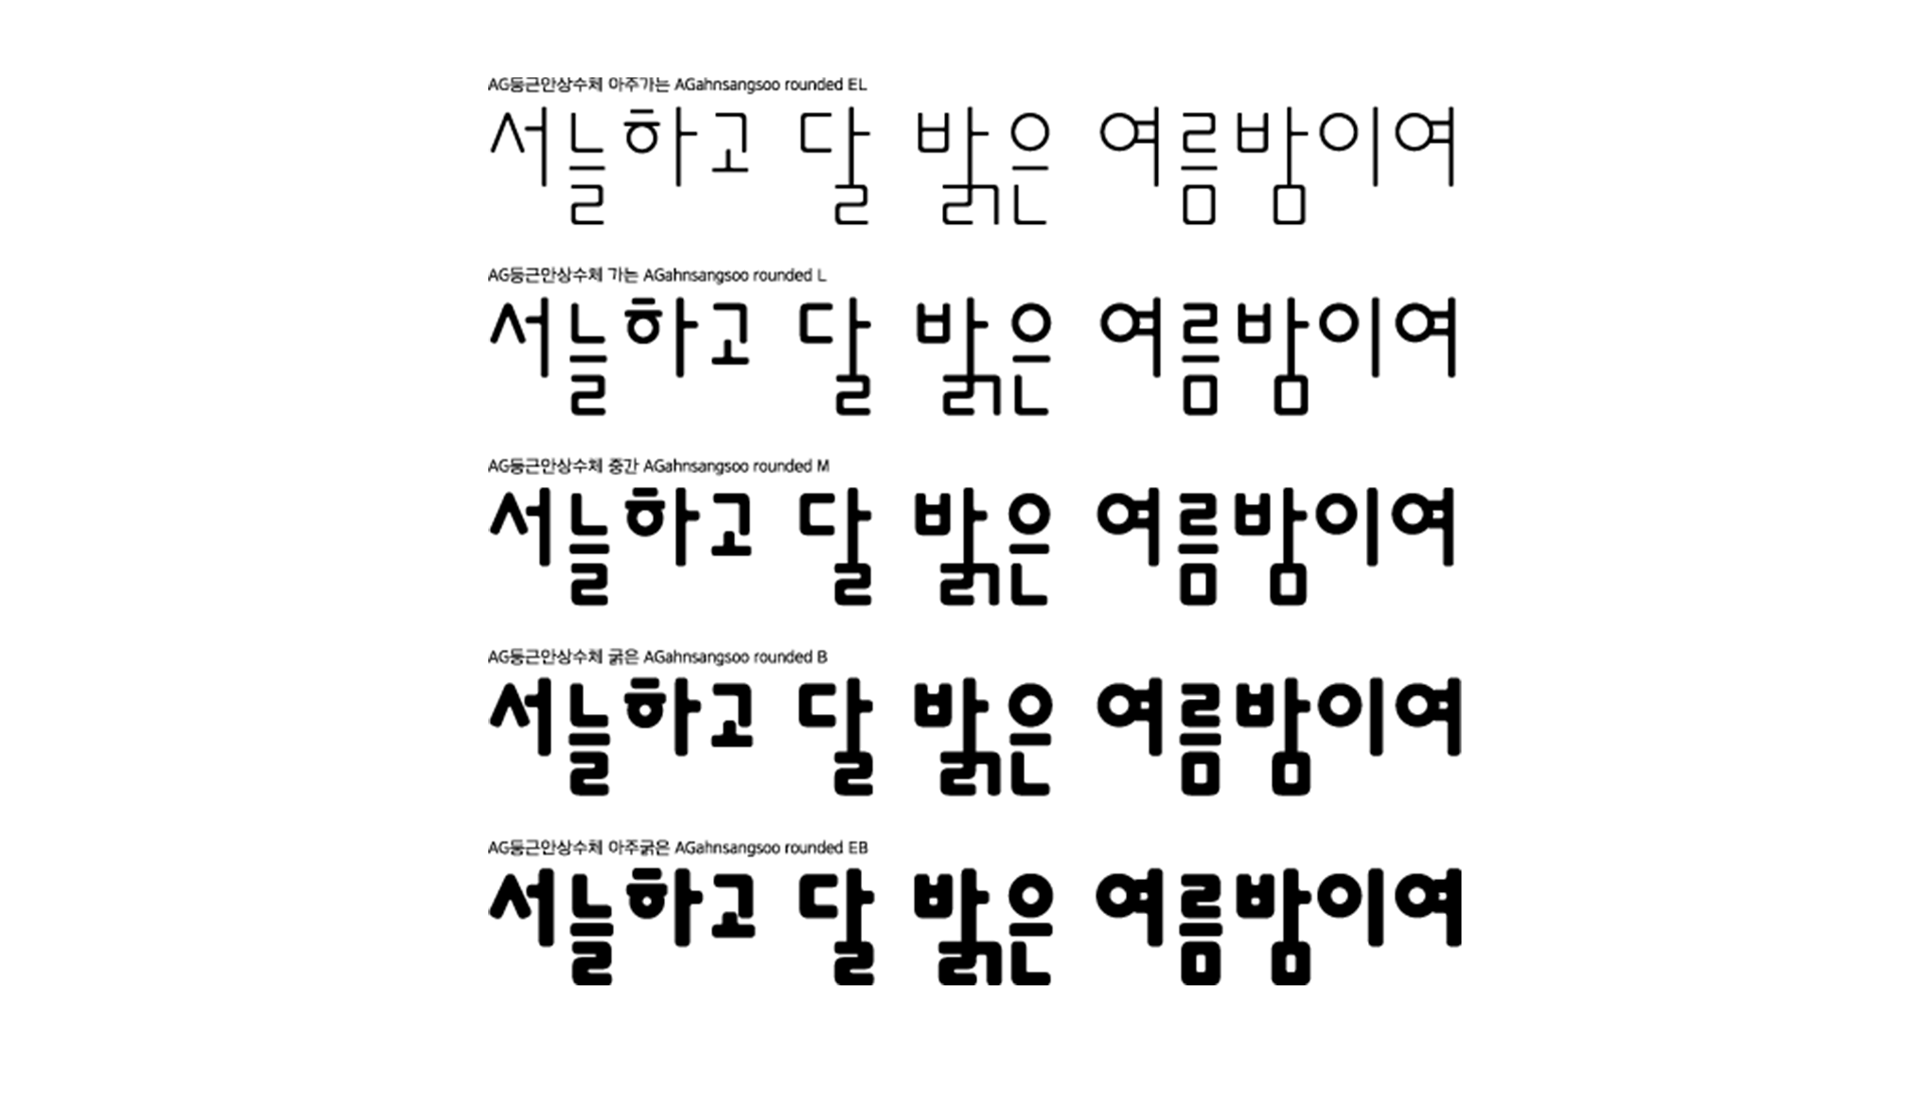 AG둥근안상수체 아주가는 AGahnsangsoo rounded EL
서늘하고 달 밝은 여름밤이여
AG둥근안상수체 가는 AGahnsangsoo rounded L
서늘하고 달 밝은 여름밤이여
AG둥근안상수체 중간 AGahnsangsoo rounded M
서늘하고 달 밝은 여름밤이여
AG둥근안상수체 굵은 AGahnsangsoo rounded B
서늘하고 달 밝은 여름밤이여
AG둥근안상수체 아주굵은 AGahnsangsoo rounded EB
서늘하고 달 밝은 여름밤이여